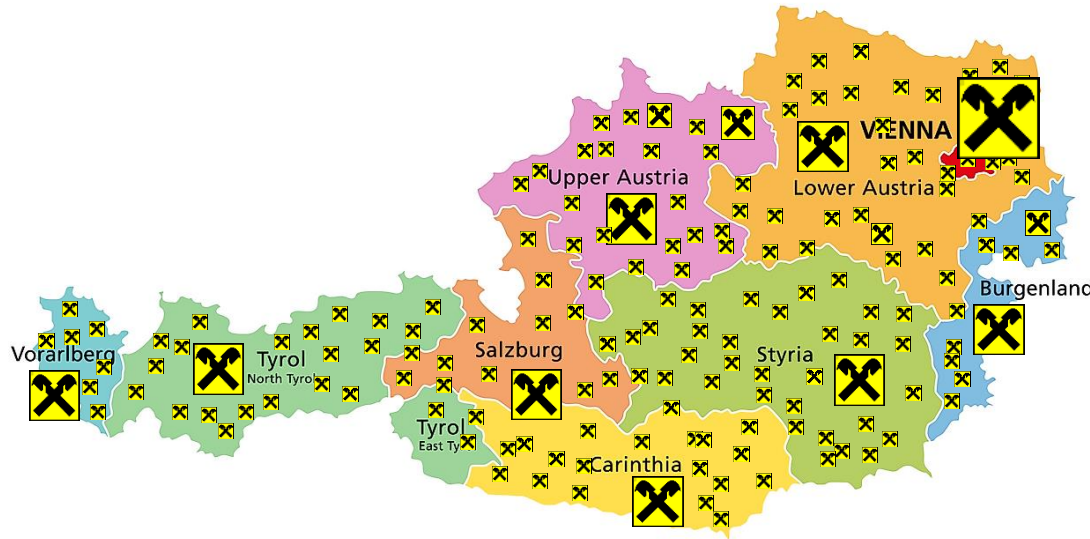 VIENNA
Upper Austria
Lower Austria
Burgenland
Vorarlberg
Tyrol
North Tyrol
Salzburg
Styria
Tyrol
East Ty
Carinthia